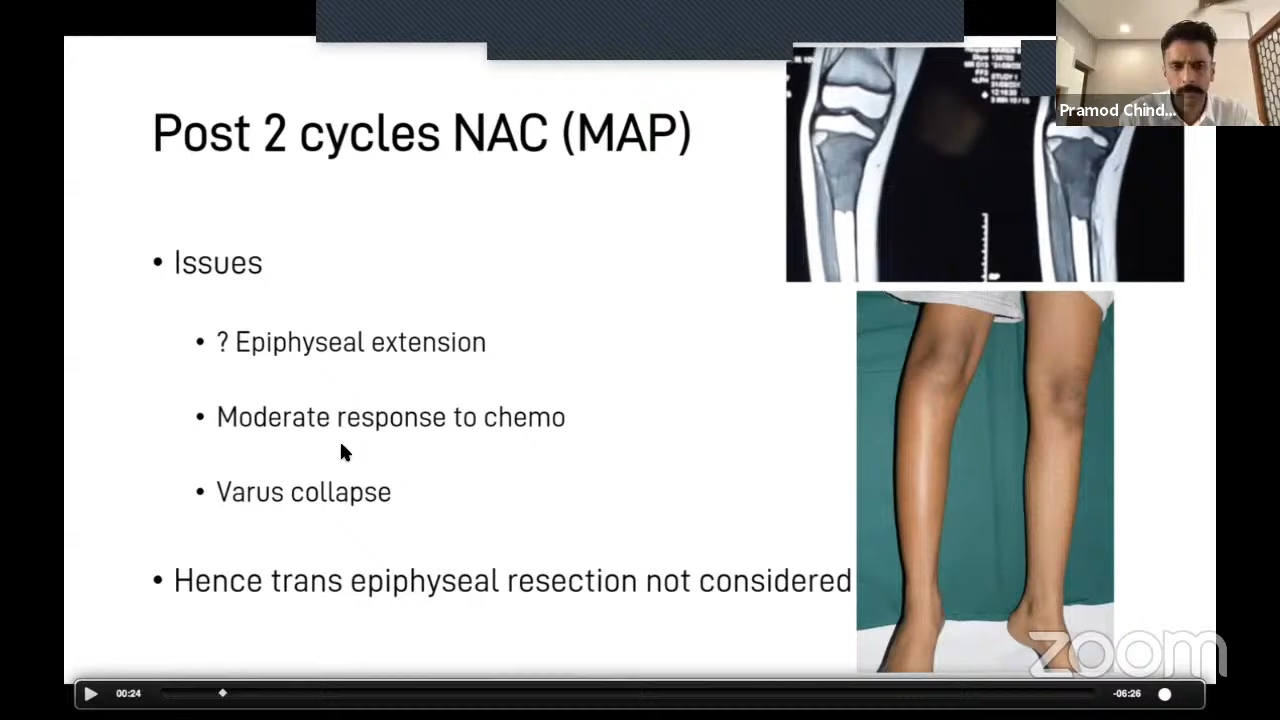 Post 2 cycles NAC (MAP)
• Issues
• ? Epiphyseal extension
• Moderate response to chemo
• Varus collapse
• Hence trans epiphyseal resection not considered
Pramod Chind...
zoom
00:24
-06:26